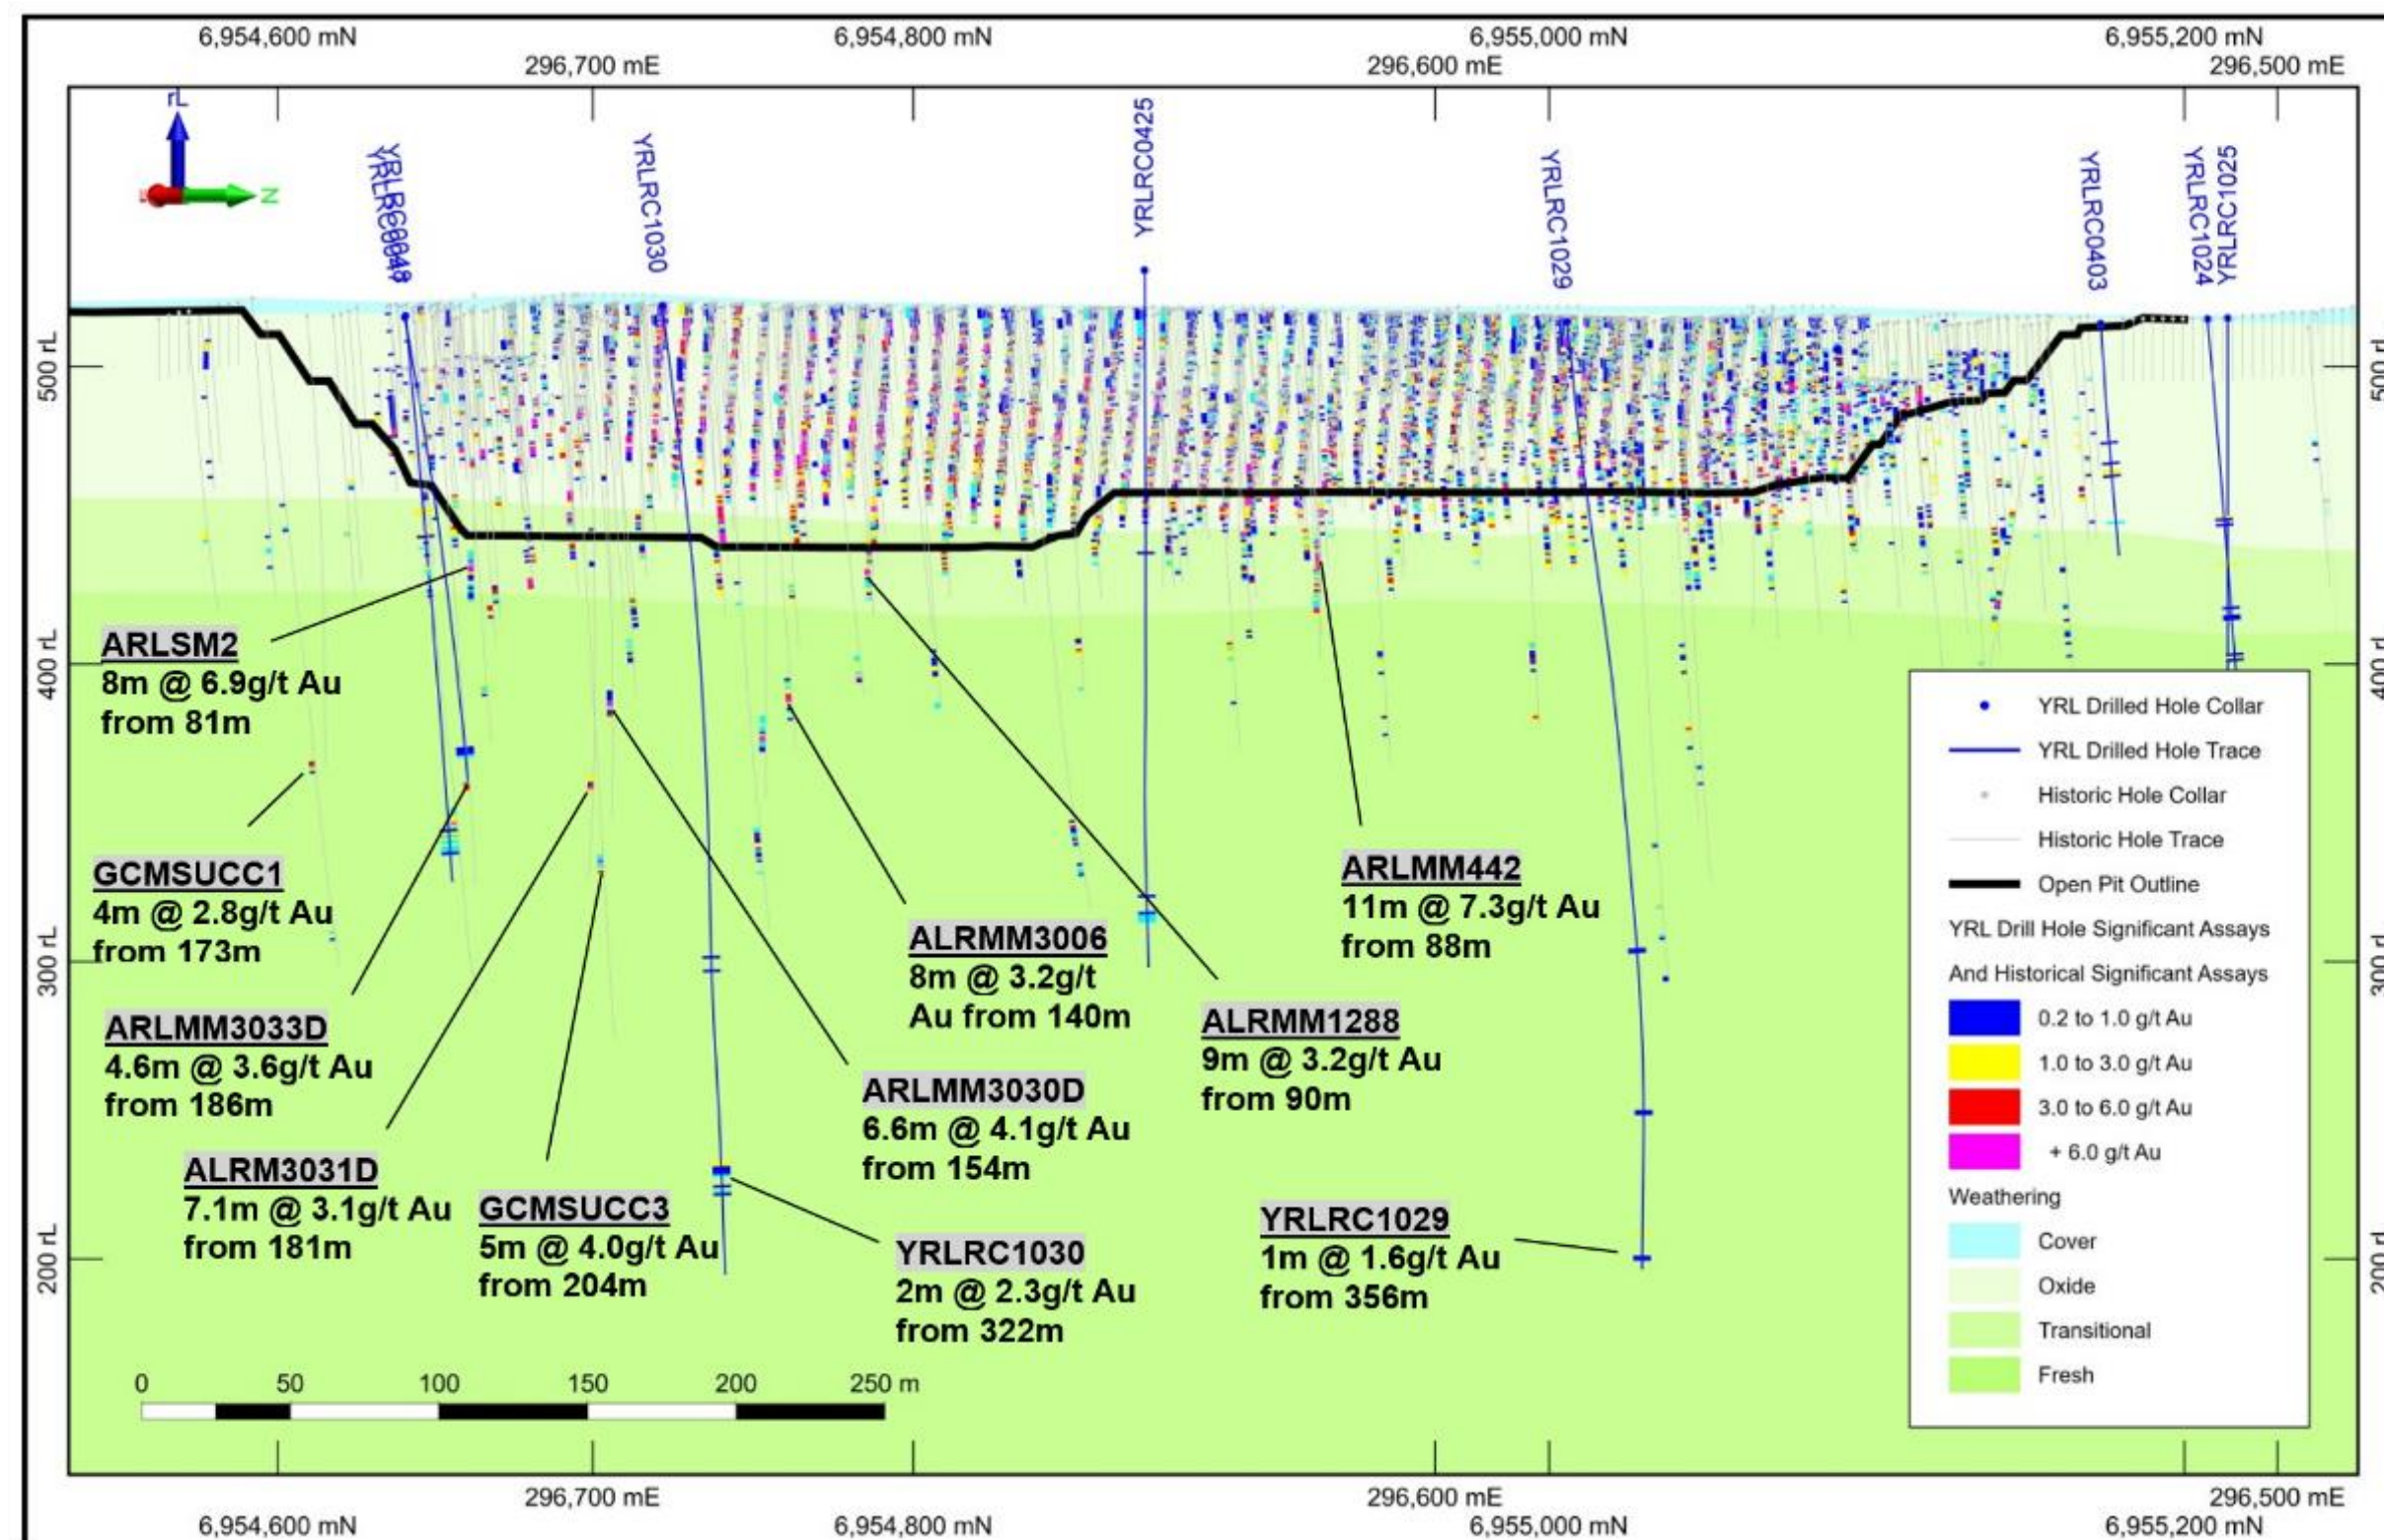 6,954,600 mN 6,954,800 mN 6,955,000 mN 6,955,200 mN
296,700 mE 296,600 mE 296,500 mE
rL
N
YRLRC0048
YRLRC1030
YRLRC0425
YRLRC1029
YRLRC0403
YRLRC1024
YRLRC1025
500 rL
400 rL
300 rL
200 rL
ARLSM2
8m @ 6.9g/t Au
from 81m
GCMSUCC1
4m @ 2.8g/t Au
from 173m
ARLMM3033D
4.6m @ 3.6g/t Au
from 186m
ALRM3031D
7.1m @ 3.1g/t Au
from 181m
GCMSUCC3
5m @ 4.0g/t Au
from 204m
ALRMM3006
8m @ 3.2g/t
Au from 140m
ARLMM3030D
6.6m @ 4.1g/t Au
from 154m
YRLRC1030
2m @ 2.3g/t Au
from 322m
ALRMM1288
9m @ 3.2g/t Au
from 90m
ARLMM442
11m @ 7.3g/t Au
from 88m
YRLRC1029
1m @ 1.6g/t Au
from 356m
YRL Drilled Hole Collar
YRL Drilled Hole Trace
Historic Hole Collar
Historic Hole Trace
Open Pit Outline
YRL Drill Hole Significant Assays
And Historical Significant Assays
0.2 to 1.0 g/t Au
1.0 to 3.0 g/t Au
3.0 to 6.0 g/t Au
+ 6.0 g/t Au
Weathering
Cover
Oxide
Transitional
Fresh
0 50 100 150 200 250 m
296,700 mE 296,600 mE 296,500 mE
6,954,600 mN 6,954,800 mN 6,955,000 mN 6,955,200 mN